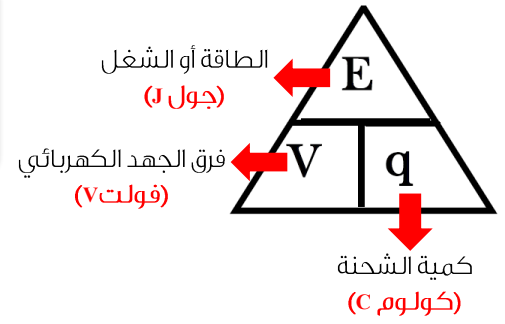 الطاقة أو الشغل
(جول J)
E
فرق الجهد الكهربائي
(فولتV)
V
q
كمية الشحنة
(كولوم C)